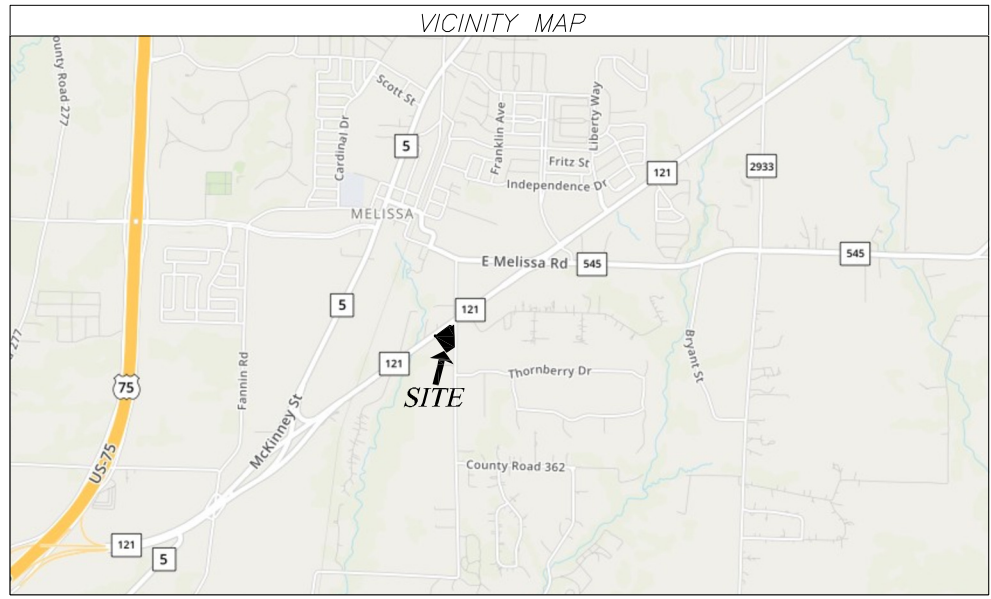 VICINITY MAP
ounty Road 277
Scott St
Cardinal Dr
5
Franklin Ave
Liberty Way
Fritz St
Independence Dr
121
2933
MELISSA
E Melissa Rd
545
545
5
121
277
121
SITE
Thornberry Dr
Bryant St
75
Fannin Rd
McKinney St
US-75
County Road 362
121
5